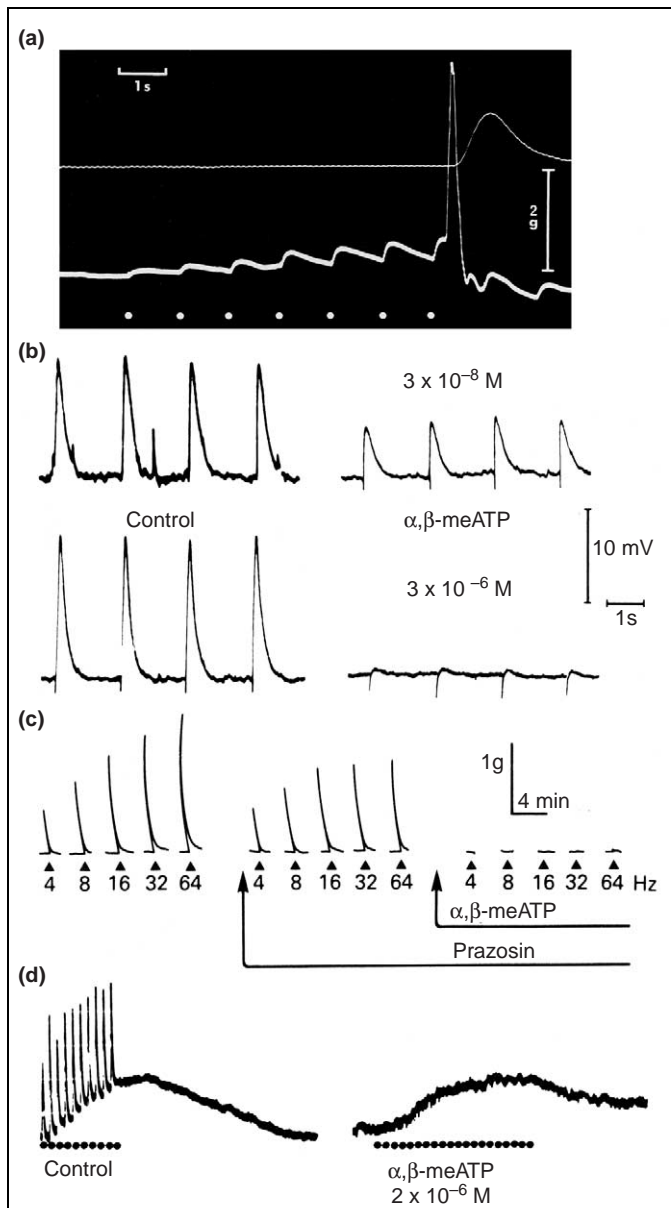 (a)
1 s
2 g
(b)
3 x 10⁻⁸ M
Control
α,β-meATP
10 mV
3 x 10⁻⁶ M
1s
(c)
1g
4 min
4 8 16 32 64 4 8 16 32 64 4 8 16 32 64 Hz
α,β-meATP
Prazosin
(d)
Control
α,β-meATP
2 x 10⁻⁶ M